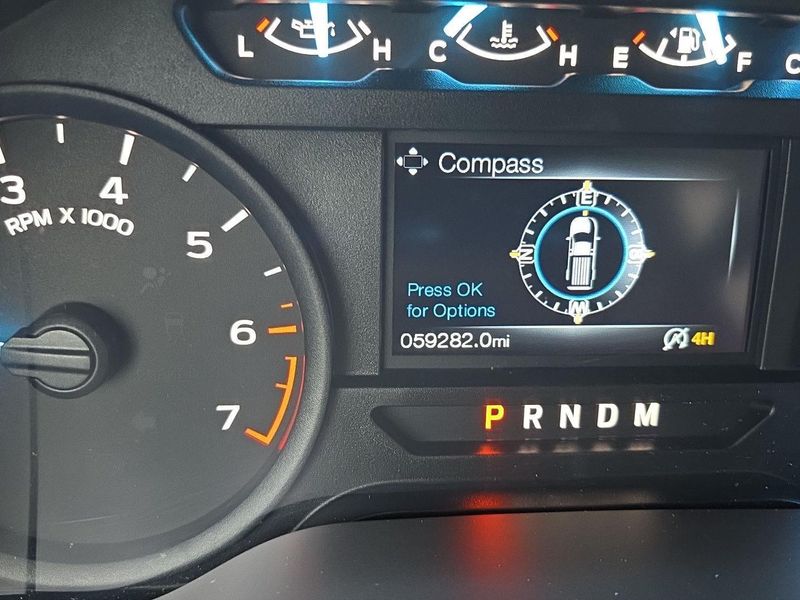 L H C H E F C
Compass
3 4 5 6 7
RPM X 1000
E
N S
W
Press OK
for Options
059282.0mi
4H
P R N D M